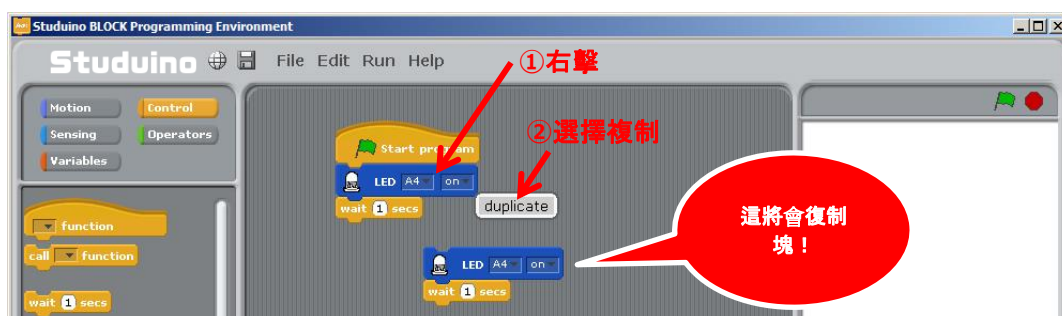 Studuino BLOCK Programming Environment
Studuino File Edit Run Help
①右擊
Motion Control
Sensing Operators
Variables
②選擇複制
Start program
LED A4 on
wait 1 secs
duplicate
function
call function
wait 1 secs
LED A4 on
wait 1 secs
這將會復制
塊！